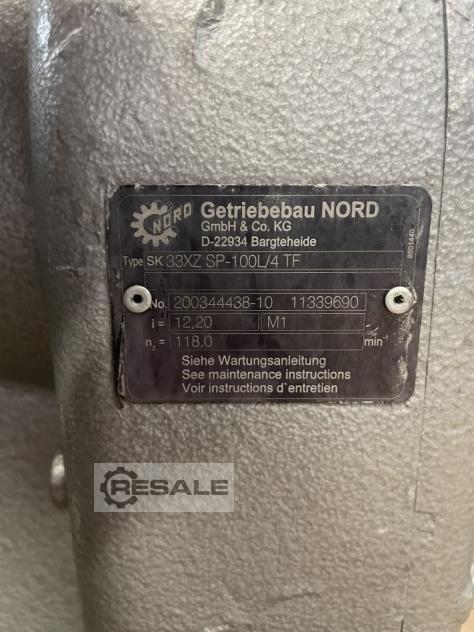 NORD
Getriebebau NORD
GmbH & Co. KG
D-22934 Bargteheide
Type SK 33XZ SP-100L/4 TF
No. 200344438-10 11339690
i = 12,20 M1
n₂ = 118,0 min⁻¹
Siehe Wartungsanleitung
See maintenance instructions
Voir instructions d`entretien
RESALE